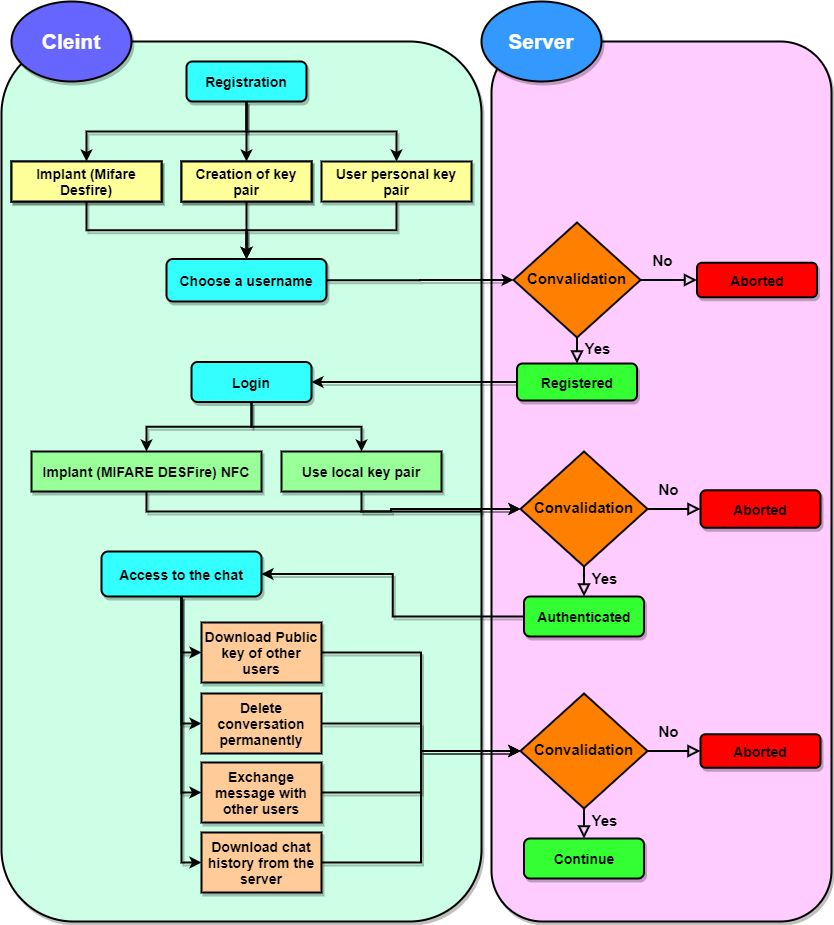 Cleint
Server
Registration
Implant (Mifare
Desfire)
Creation of key
pair
User personal key
pair
Choose a username
Convalidation
No
Aborted
Yes
Registered
Login
Implant (MIFARE DESFire) NFC
Use local key pair
Convalidation
No
Aborted
Yes
Authenticated
Access to the chat
Download Public
key of other
users
Delete
conversation
permanently
Exchange
message with
other users
Download chat
history from the
server
Convalidation
No
Aborted
Yes
Continue